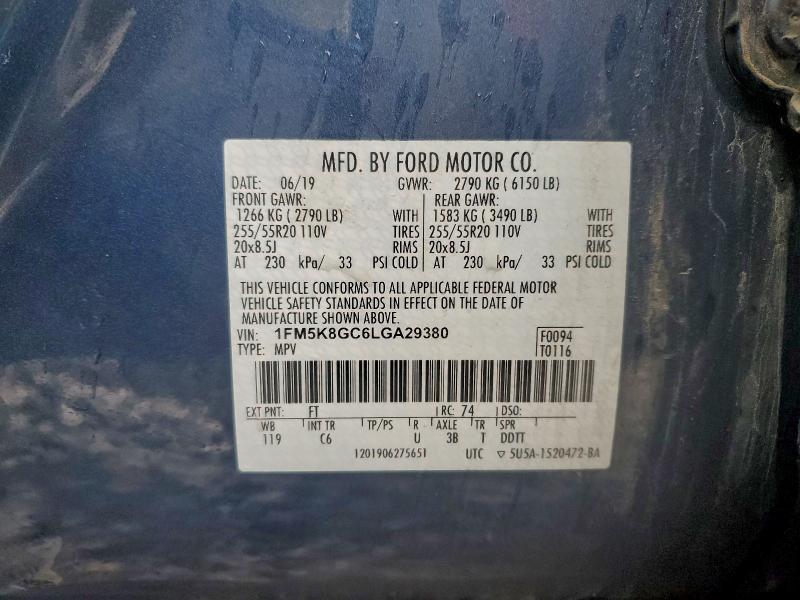 MFD. BY FORD MOTOR CO.
DATE: 06/19 GVWR: 2790 KG ( 6150 LB)
FRONT GAWR: REAR GAWR:
1266 KG ( 2790 LB) WITH 1583 KG ( 3490 LB) WITH
255/55R20 110V TIRES 255/55R20 110V TIRES
20x8.5J RIMS 20x8.5J RIMS
AT 230 kPa/ 33 PSI COLD AT 230 kPa/ 33 PSI COLD
THIS VEHICLE CONFORMS TO ALL APPLICABLE FEDERAL MOTOR
VEHICLE SAFETY STANDARDS IN EFFECT ON THE DATE OF
MANUFACTURE SHOWN ABOVE.
VIN: 1FM5K8GC6LGA29380 F0094
TYPE: MPV T0116
EXT PNT: FT RC: 74 DSO:
WB INT TR TP/PS R AXLE TR SPR
119 C6 U 3B T DDTT
1201906275651 UTC ▽ 5U5A-1520472-BA